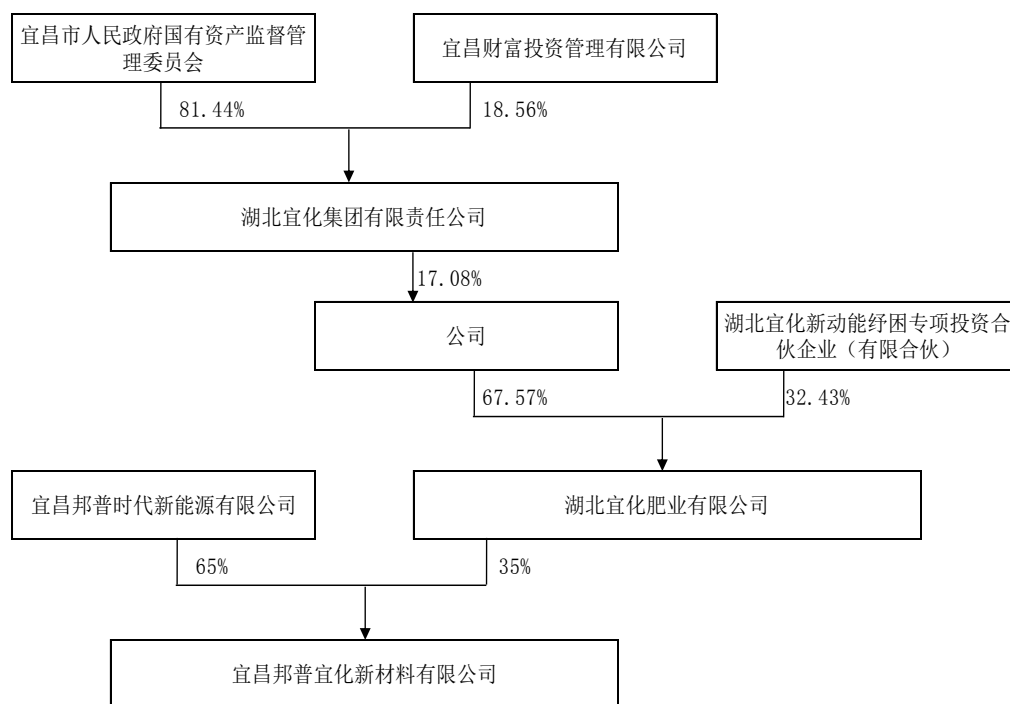 宜昌市人民政府国有资产监督管
理委员会
宜昌财富投资管理有限公司
81.44%
18.56%
湖北宜化集团有限责任公司
17.08%
公司
湖北宜化新动能纾困专项投资合
伙企业（有限合伙）
67.57%
32.43%
宜昌邦普时代新能源有限公司
湖北宜化肥业有限公司
65%
35%
宜昌邦普宜化新材料有限公司